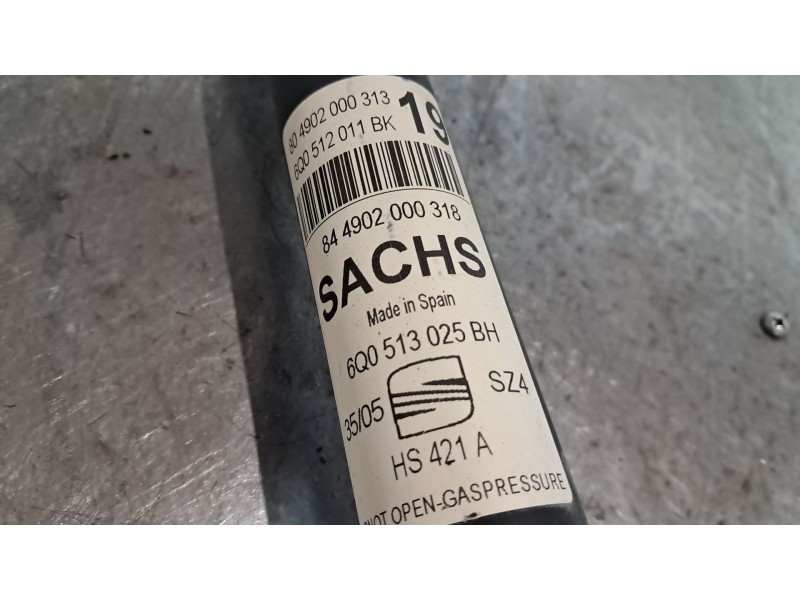 80 4902 000 313
6Q0 512 011 BK
19
84 4902 000 318
SACHS
Made in Spain
6Q0 513 025 BH
35/05
SZ4
HS 421 A
NOT OPEN-GASPRESSURE